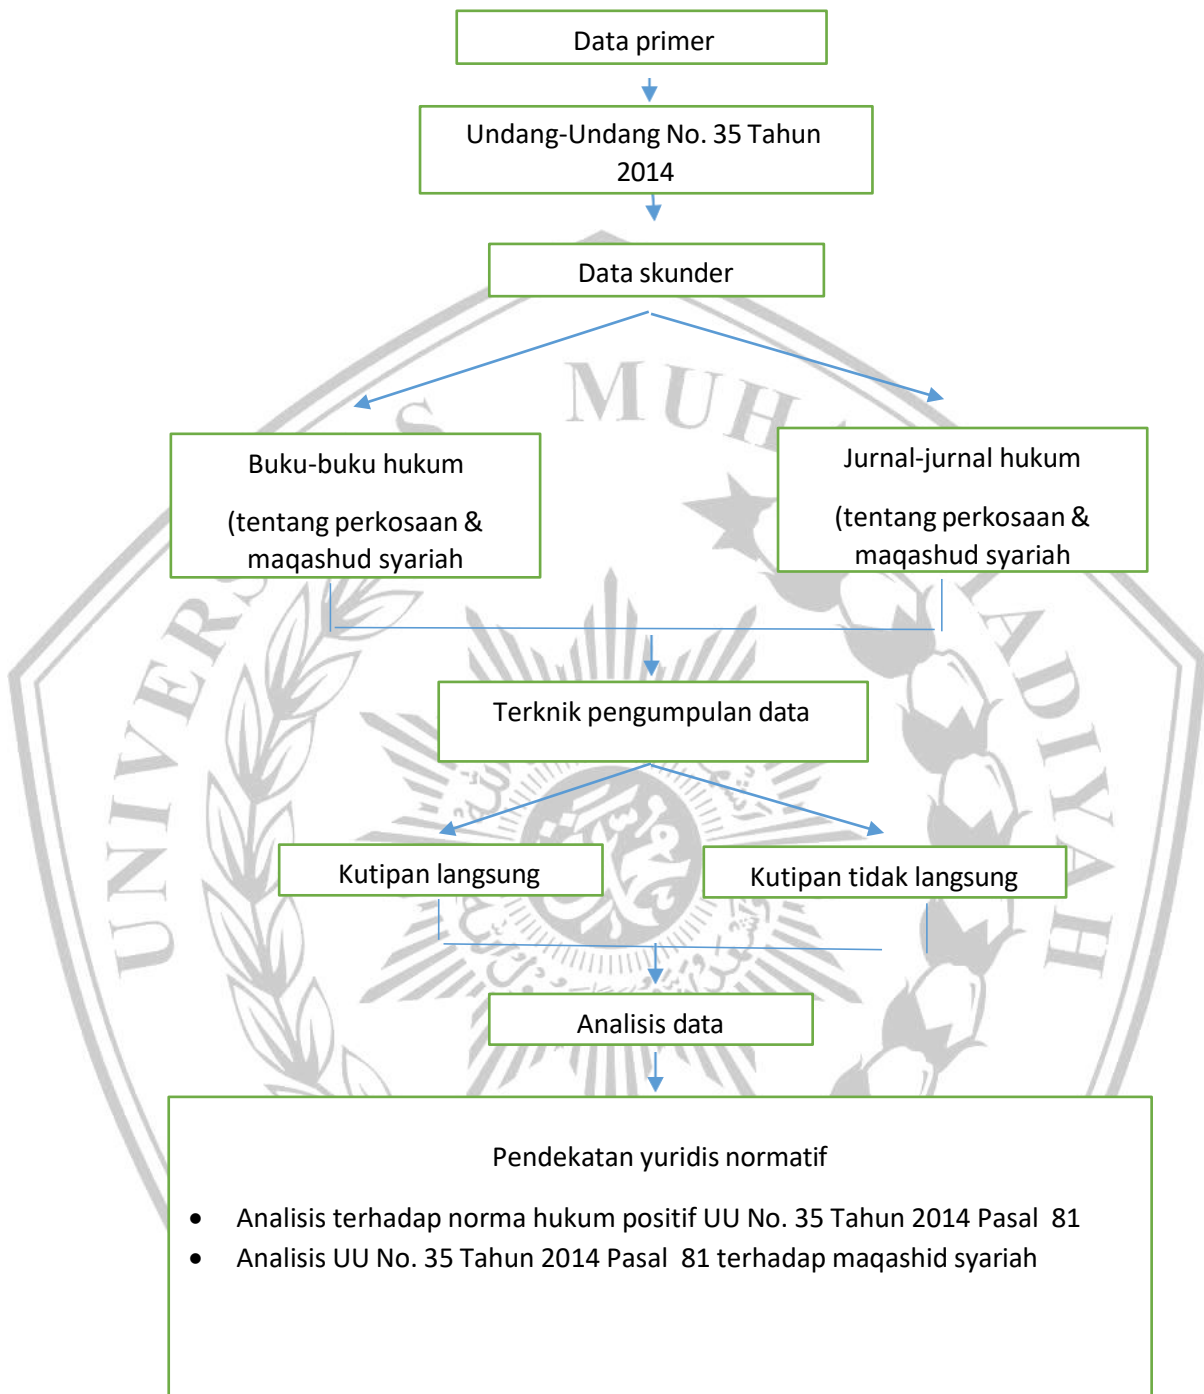 Data primer
Undang-Undang No. 35 Tahun
2014
Data skunder
Buku-buku hukum
(tentang perkosaan &
maqashud syariah
Jurnal-jurnal hukum
(tentang perkosaan &
maqashud syariah
Terknik pengumpulan data
Kutipan langsung
Kutipan tidak langsung
Analisis data
Pendekatan yuridis normatif
• Analisis terhadap norma hukum positif UU No. 35 Tahun 2014 Pasal 81
• Analisis UU No. 35 Tahun 2014 Pasal 81 terhadap maqashid syariah
UNIVERS S MUH ADIYAH